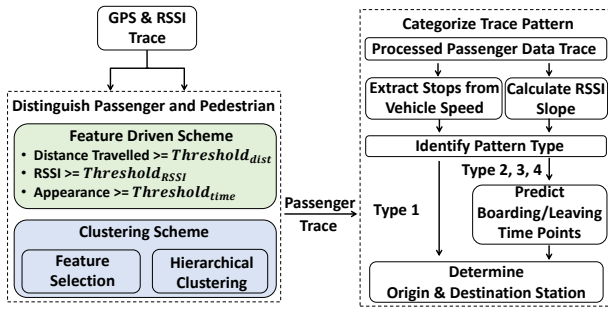 GPS & RSSI
Trace
Distinguish Passenger and Pedestrian
Feature Driven Scheme
• Distance Travelled >= Threshold_dist
• RSSI >= Threshold_RSSI
• Appearance >= Threshold_time
Clustering Scheme
Feature
Selection
Hierarchical
Clustering
Passenger
Trace
Categorize Trace Pattern
Processed Passenger Data Trace
Extract Stops from
Vehicle Speed
Calculate RSSI
Slope
Identify Pattern Type
Type 2, 3, 4
Type 1
Predict
Boarding/Leaving
Time Points
Determine
Origin & Destination Station